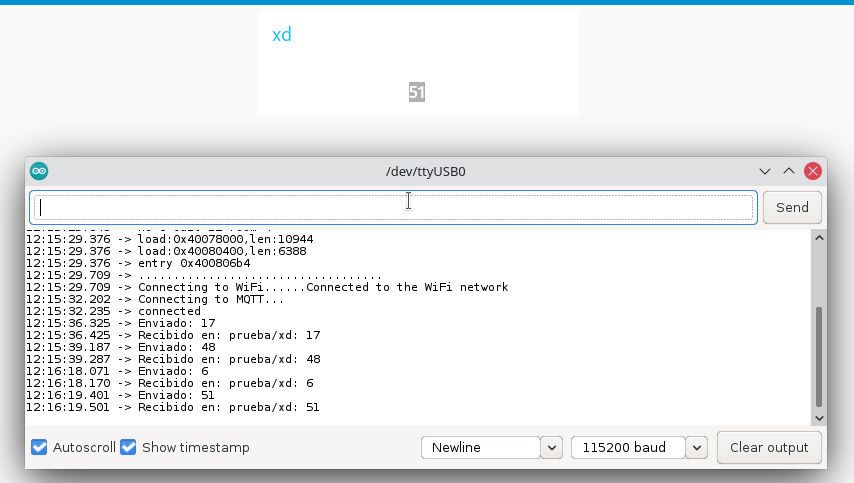 xd
51
/dev/ttyUSB0
Send
12:15:29.376 -> load:0x40078000,len:10944
12:15:29.376 -> load:0x40080400,len:6388
12:15:29.376 -> entry 0x400806b4
12:15:29.709 -> ..................................
12:15:29.709 -> Connecting to WiFi......Connected to the WiFi network
12:15:32.202 -> Connecting to MQTT...
12:15:32.235 -> connected
12:15:36.325 -> Enviado: 17
12:15:36.425 -> Recibido en: prueba/xd: 17
12:15:39.187 -> Enviado: 48
12:15:39.287 -> Recibido en: prueba/xd: 48
12:16:18.071 -> Enviado: 6
12:16:18.170 -> Recibido en: prueba/xd: 6
12:16:19.401 -> Enviado: 51
12:16:19.501 -> Recibido en: prueba/xd: 51
Autoscroll Show timestamp Newline 115200 baud Clear output